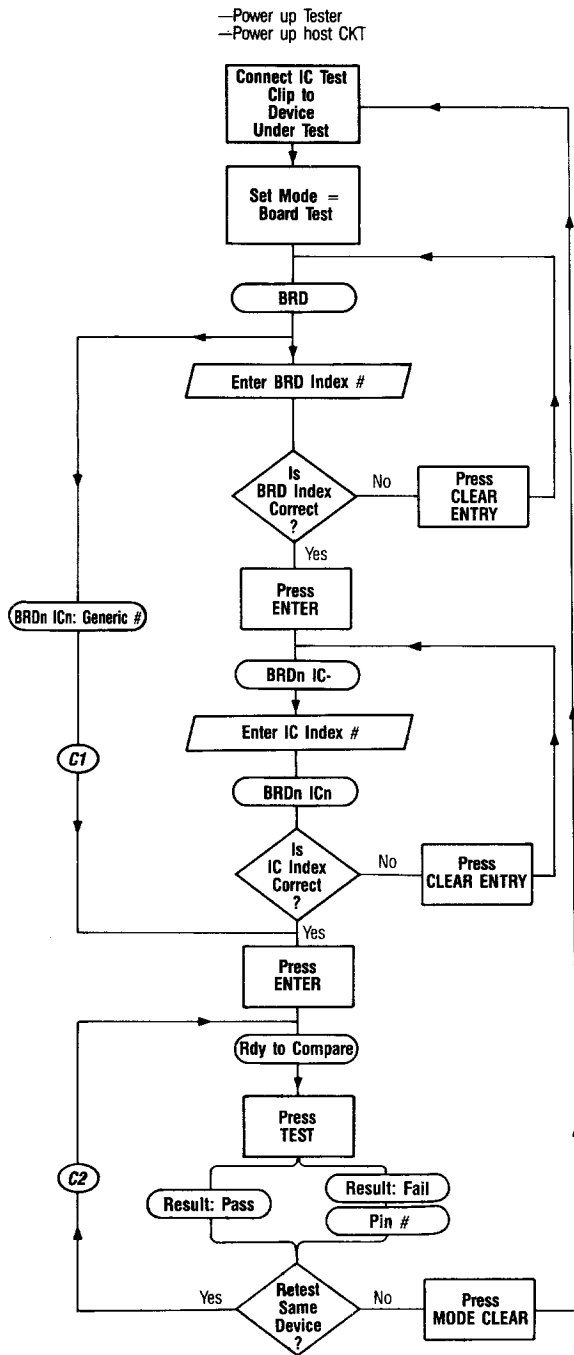 —Power up Tester
—Power up host CKT
Connect IC Test
Clip to
Device
Under Test
Set Mode =
Board Test
BRD
Enter BRD Index #
Is
BRD Index
Correct
?
No
Press
CLEAR
ENTRY
Yes
Press
ENTER
BRDn ICn: Generic #
BRDn IC-
Enter IC Index #
C1
BRDn ICn
Is
IC Index
Correct
?
No
Press
CLEAR ENTRY
Yes
Press
ENTER
Rdy to Compare
Press
TEST
C2
Result: Pass
Result: Fail
Pin #
Yes
Retest
Same
Device
?
No
Press
MODE CLEAR